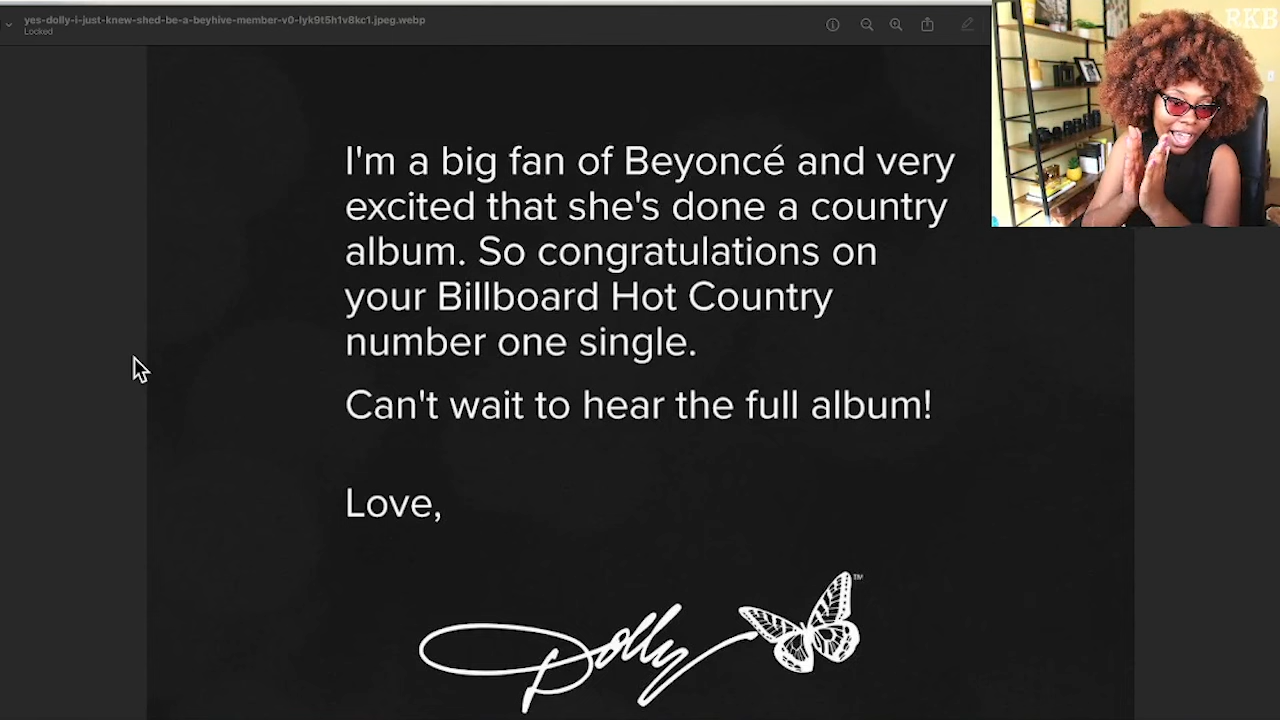 yes-dolly-i-just-knew-shed-be-a-beyhive-member-v0-lyk9t5h1v8kc1.jpeg.webp
Locked
RKB
I'm a big fan of Beyoncé and very
excited that she's done a country
album. So congratulations on
your Billboard Hot Country
number one single.
Can't wait to hear the full album!
Love,
Dolly
TM